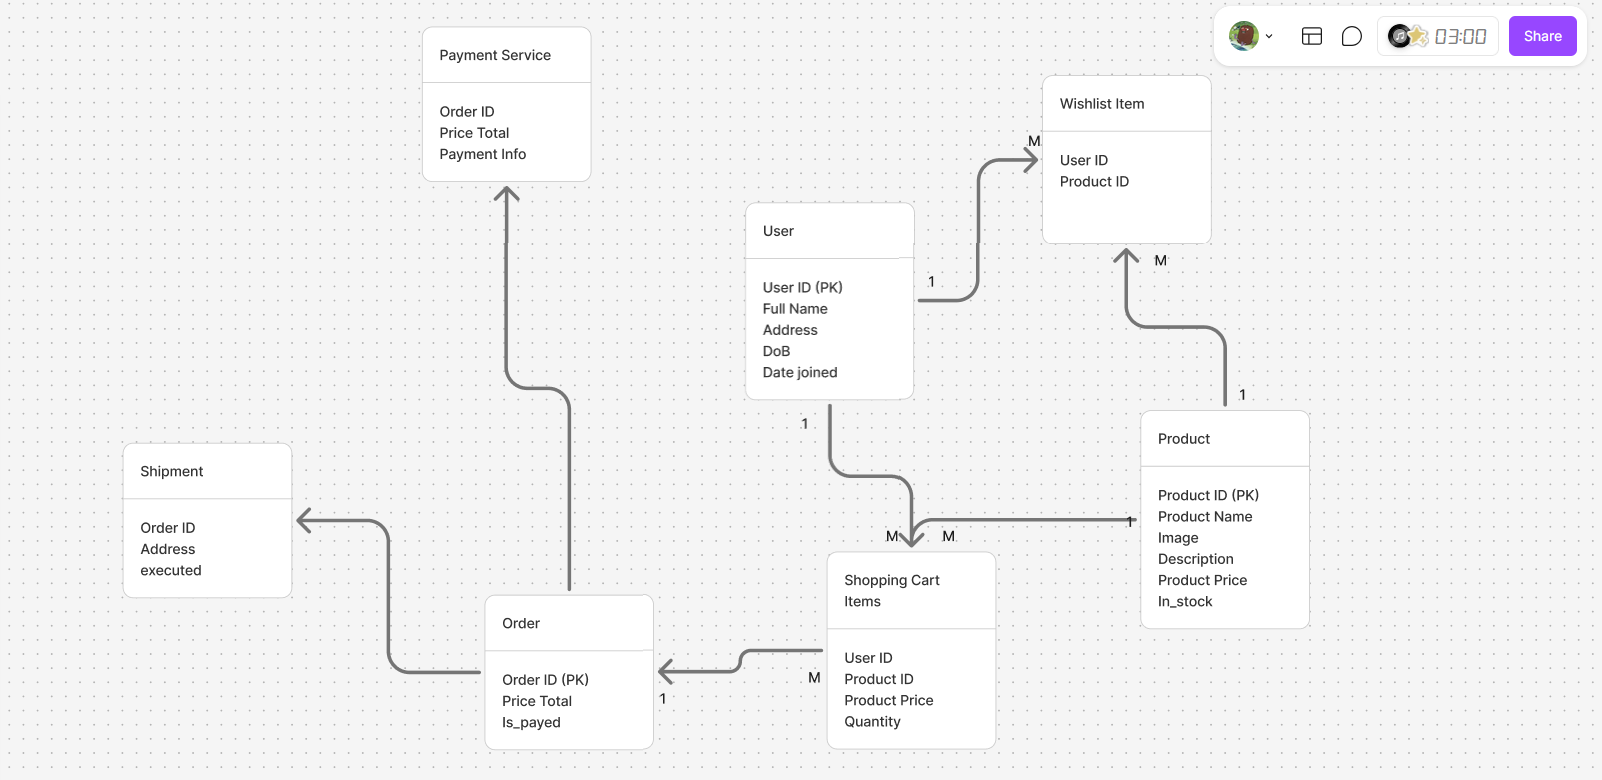 Payment Service
Order ID
Price Total
Payment Info
03:00
Share
Wishlist Item
User ID
Product ID
M
M
User
User ID (PK)
Full Name
Address
DoB
Date joined
1
1
1
Product
Product ID (PK)
Product Name
Image
Description
Product Price
In_stock
1
M
M
Shipment
Order ID
Address
executed
Order
Order ID (PK)
Price Total
Is_payed
1
M
Shopping Cart
Items
User ID
Product ID
Product Price
Quantity